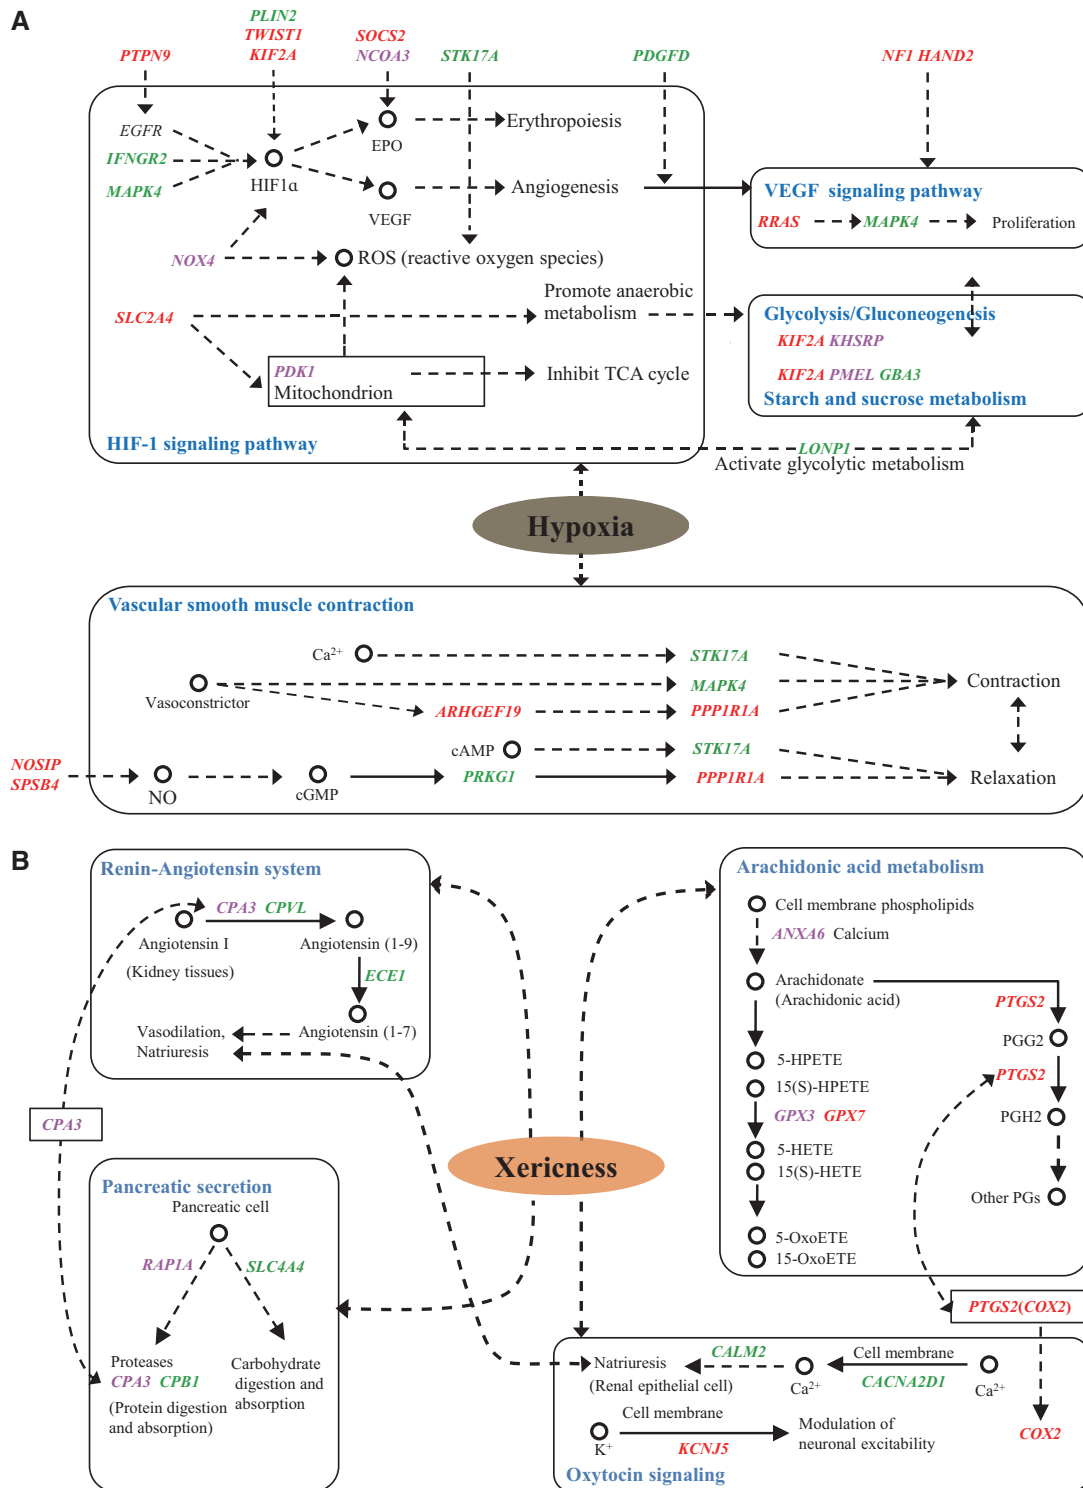 A
PTPN9
PLIN2
TWIST1
KIF2A
SOCS2
NCOA3
STK17A
PDGFD
NF1 HAND2
EGFR
IFNGR2
MAPK4
HIF1α
EPO
Erythropoiesis
VEGF
Angiogenesis
NOX4
ROS (reactive oxygen species)
SLC2A4
Promote anaerobic
metabolism
PDK1
Mitochondrion
Inhibit TCA cycle
HIF-1 signaling pathway
VEGF signaling pathway
RRAS
MAPK4
Proliferation
Glycolysis/Gluconeogenesis
KIF2A KHSRP
KIF2A PMEL GBA3
Starch and sucrose metabolism
LONP1
Activate glycolytic metabolism
Hypoxia
Vascular smooth muscle contraction
Ca²⁺
STK17A
Vasoconstrictor
MAPK4
Contraction
ARHGEF19
PPP1R1A
NOSIP
SPSB4
NO
cGMP
cAMP
STK17A
PRKG1
PPP1R1A
Relaxation
B
Renin-Angiotensin system
CPA3 CPVL
Angiotensin I
(Kidney tissues)
Angiotensin (1-9)
ECE1
Angiotensin (1-7)
Vasodilation,
Natriuresis
CPA3
Pancreatic secretion
Pancreatic cell
RAP1A
SLC4A4
Proteases
CPA3 CPB1
(Protein digestion
and absorption)
Carbohydrate
digestion and
absorption
Xericness
Arachidonic acid metabolism
Cell membrane phospholipids
ANXA6 Calcium
Arachidonate
(Arachidonic acid)
PTGS2
PGG2
5-HPETE
15(S)-HPETE
PTGS2
GPX3 GPX7
PGH2
5-HETE
15(S)-HETE
Other PGs
5-OxoETE
15-OxoETE
PTGS2(COX2)
COX2
Natriuresis
(Renal epithelial cell)
CALM2
Ca²⁺
Cell membrane
CACNA2D1
Ca²⁺
Cell membrane
K⁺
KCNJ5
Modulation of
neuronal excitability
Oxytocin signaling